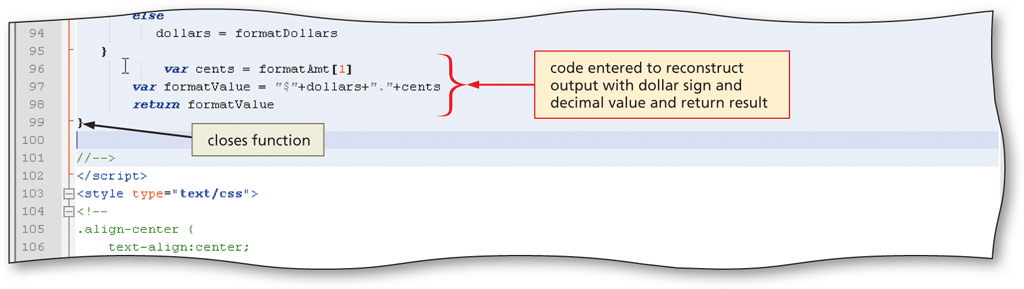 else
94 dollars = formatDollars
95 }
96 var cents = formatAmt[1]
97 var formatValue = "$"+dollars+"."+cents
98 return formatValue
99 }
100
101 //-->
102 </script>
103 <style type="text/css">
104 <!--
105 .align-center {
106 text-align:center;
code entered to reconstruct
output with dollar sign and
decimal value and return result
closes function